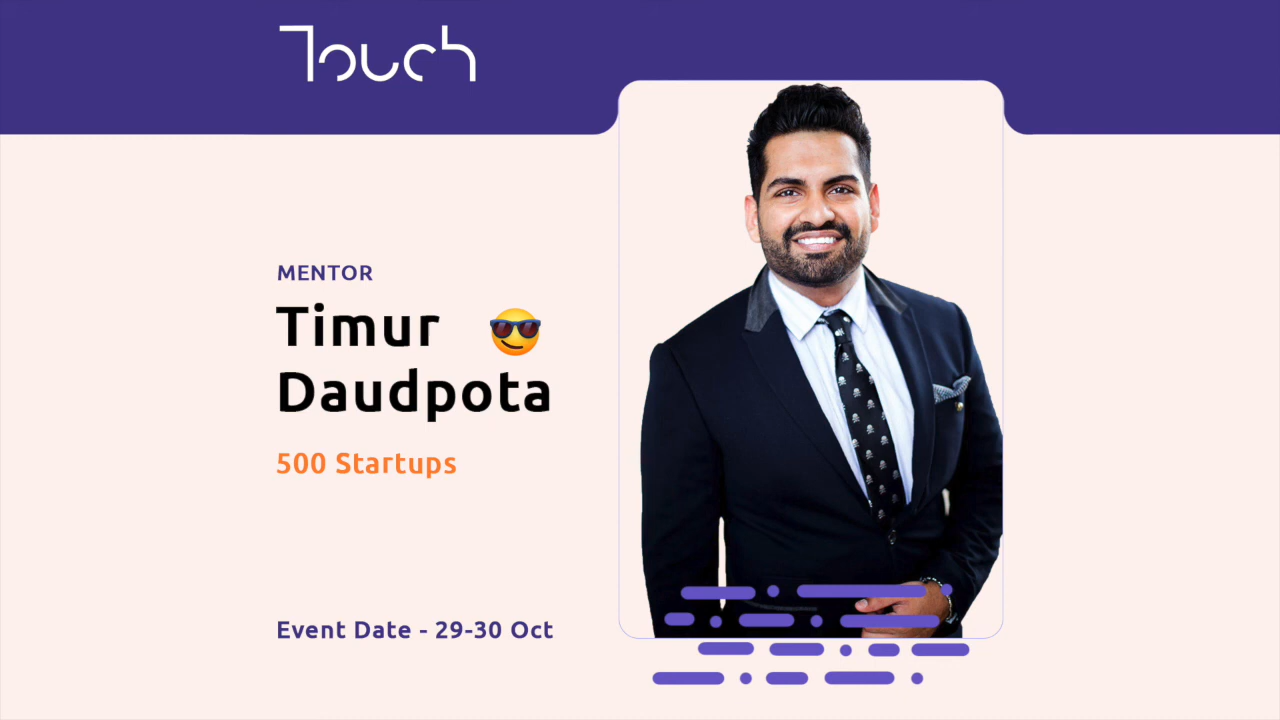 Touch
MENTOR
Timur 😎
Daudpota
500 Startups
Event Date - 29-30 Oct